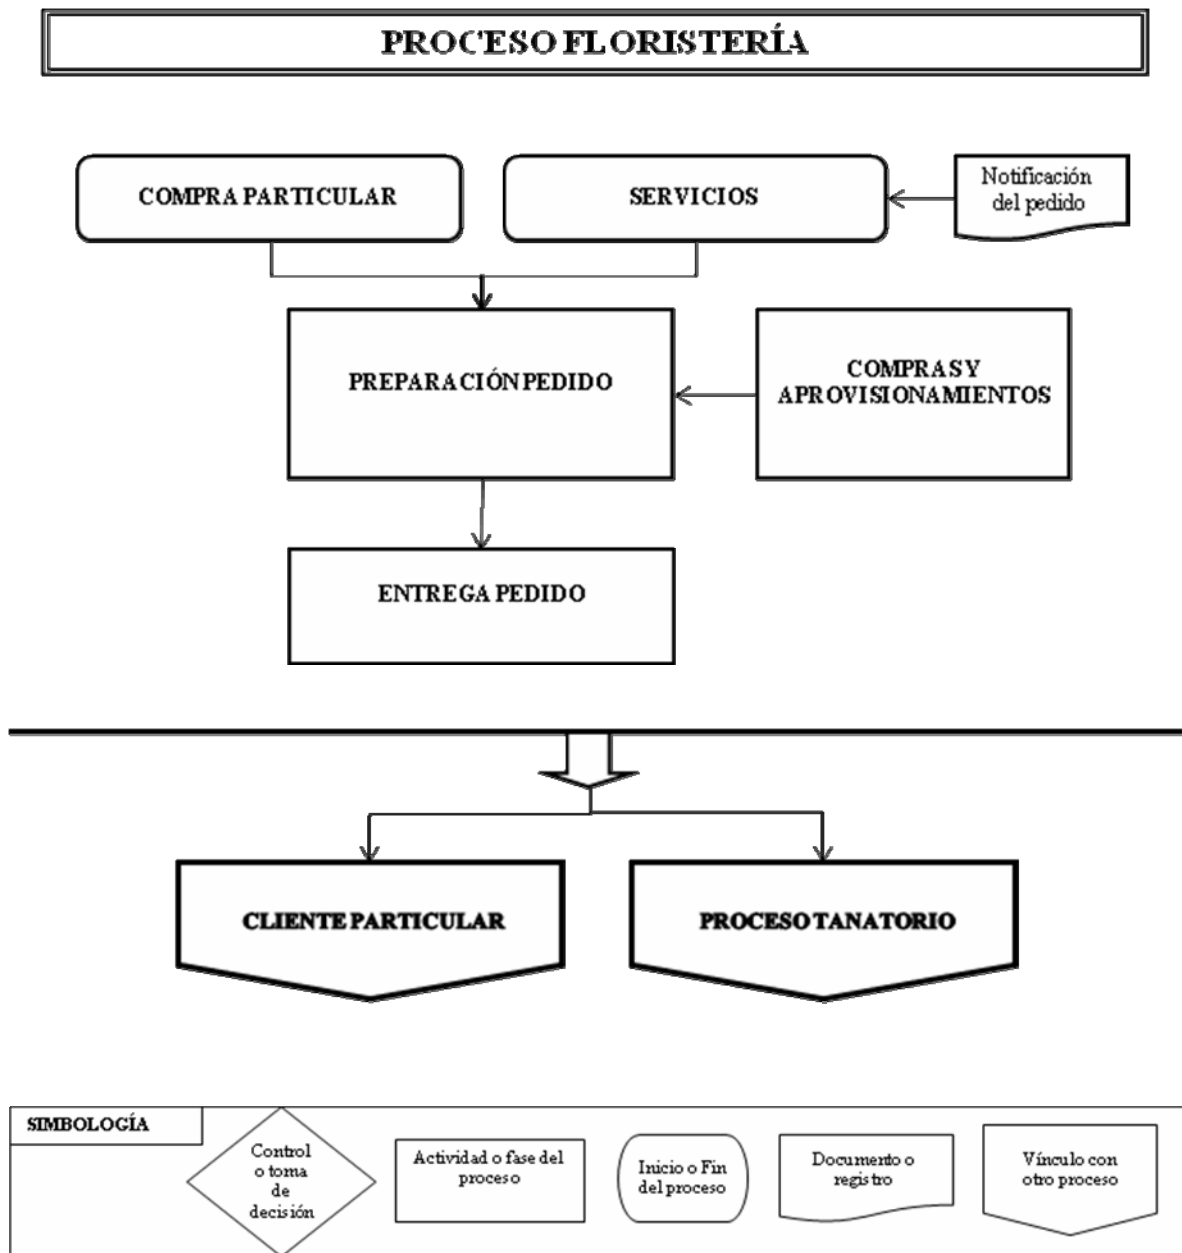 PROCESO FLORISTERÍA
COMPRA PARTICULAR
SERVICIOS
Notificación
del pedido
PREPARACIÓN PEDIDO
COMPRAS Y
APROVISIONAMIENTOS
ENTREGA PEDIDO
CLIENTE PARTICULAR
PROCESO TANATORIO
SIMBOLOGÍA
Control
o toma
de
decisión
Actividad o fase del
proceso
Inicio o Fin
del proceso
Documento o
registro
Vínculo con
otro proceso